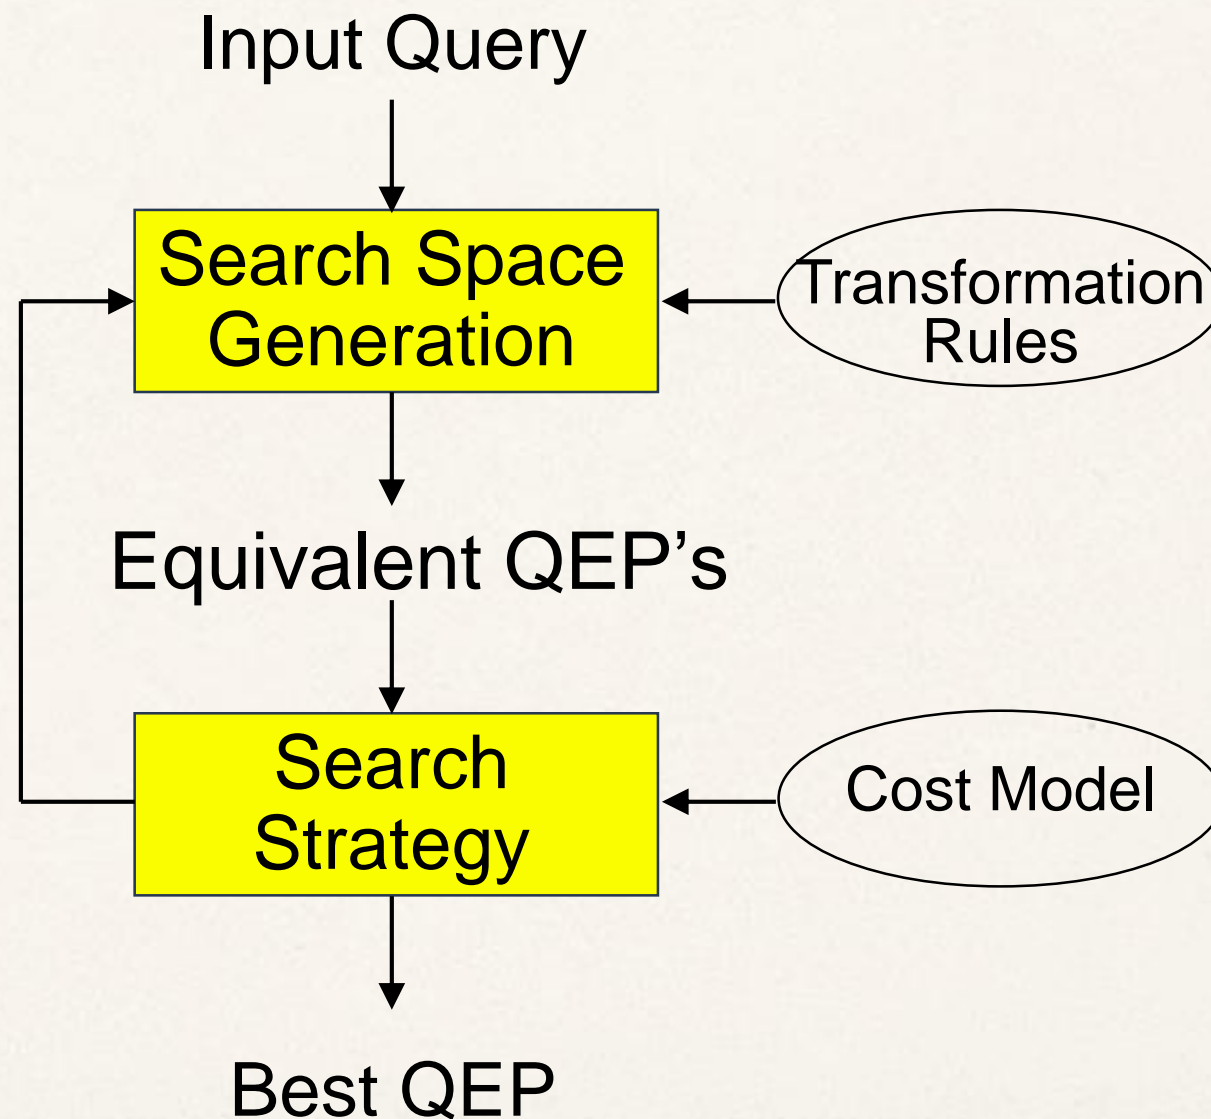 Input Query
Search Space
Generation
Transformation
Rules
Equivalent QEP’s
Search
Strategy
Cost Model
Best QEP